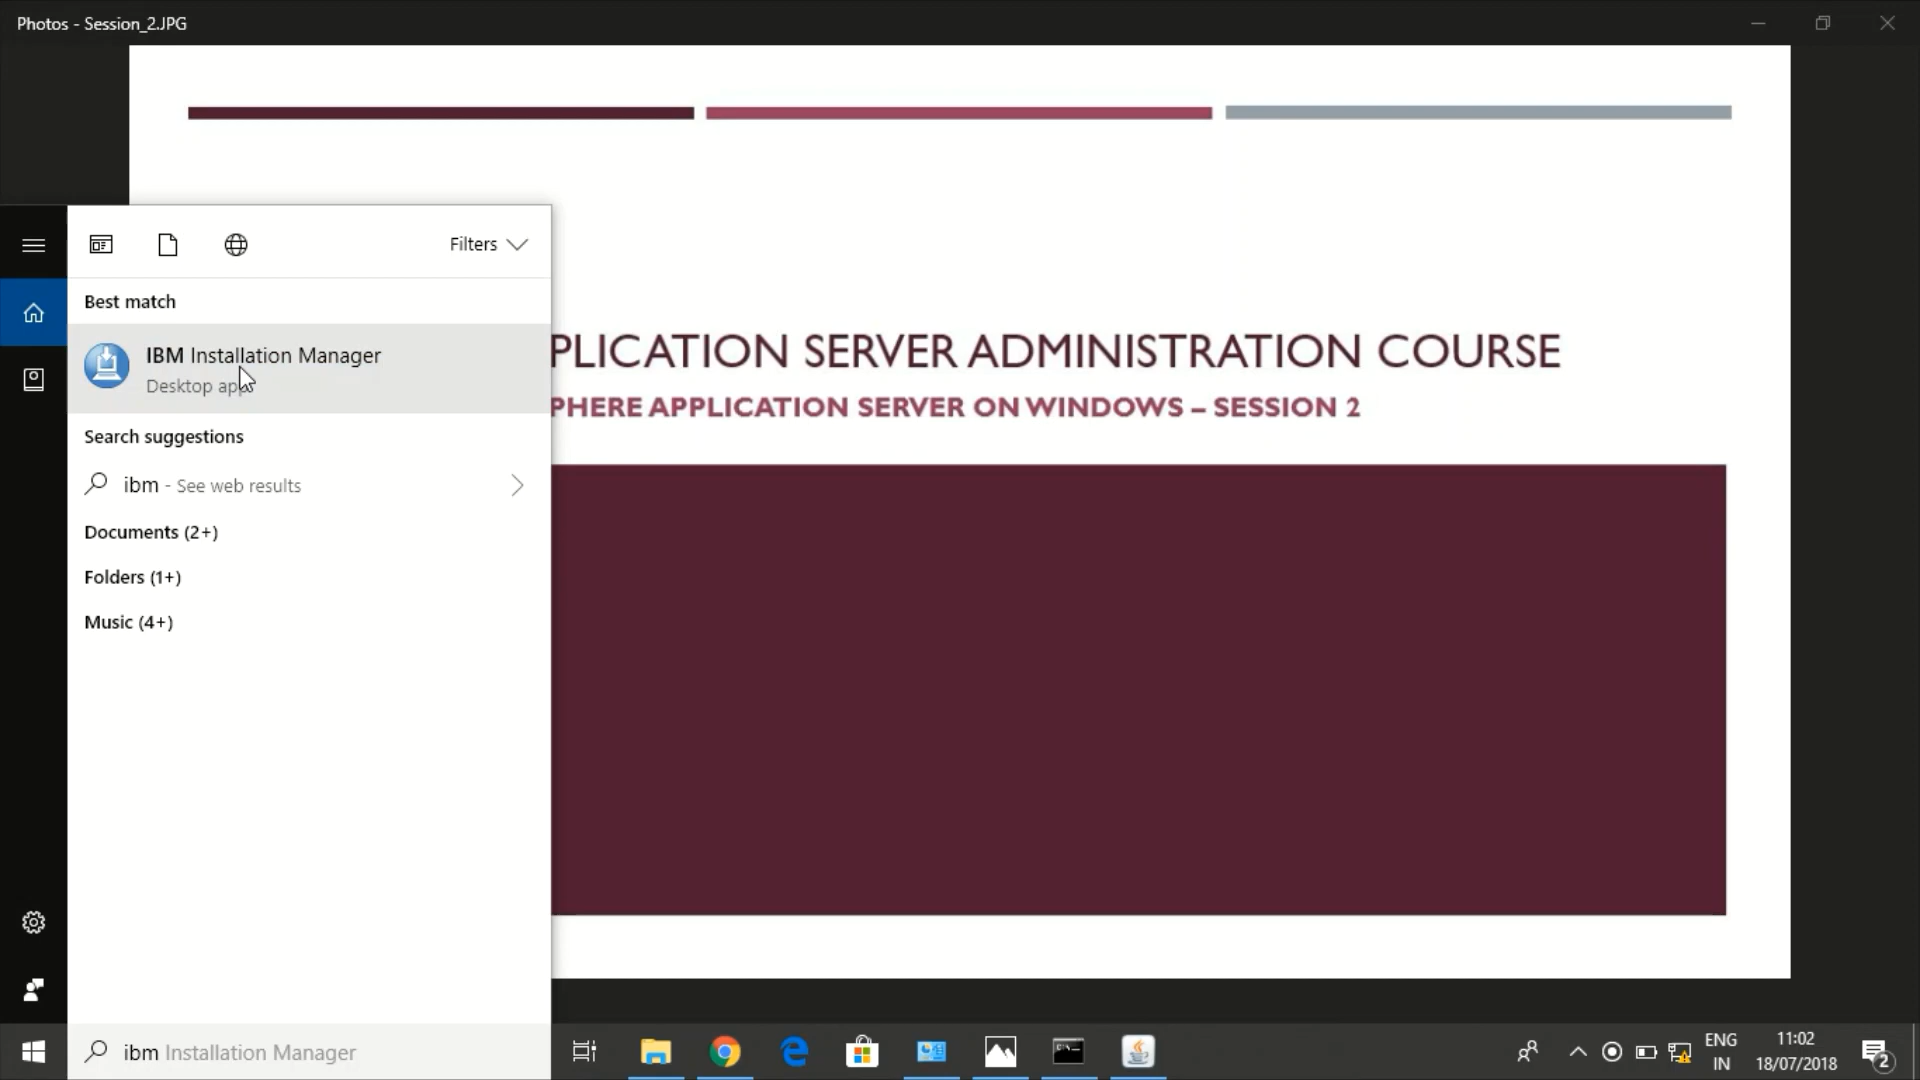 Photos - Session_2.JPG
Filters
Best match
IBM Installation Manager
Desktop app
PLICATION SERVER ADMINISTRATION COURSE
PHERE APPLICATION SERVER ON WINDOWS – SESSION 2
Search suggestions
ibm - See web results
Documents (2+)
Folders (1+)
Music (4+)
ibm Installation Manager
ENG
IN
11:02
18/07/2018
2